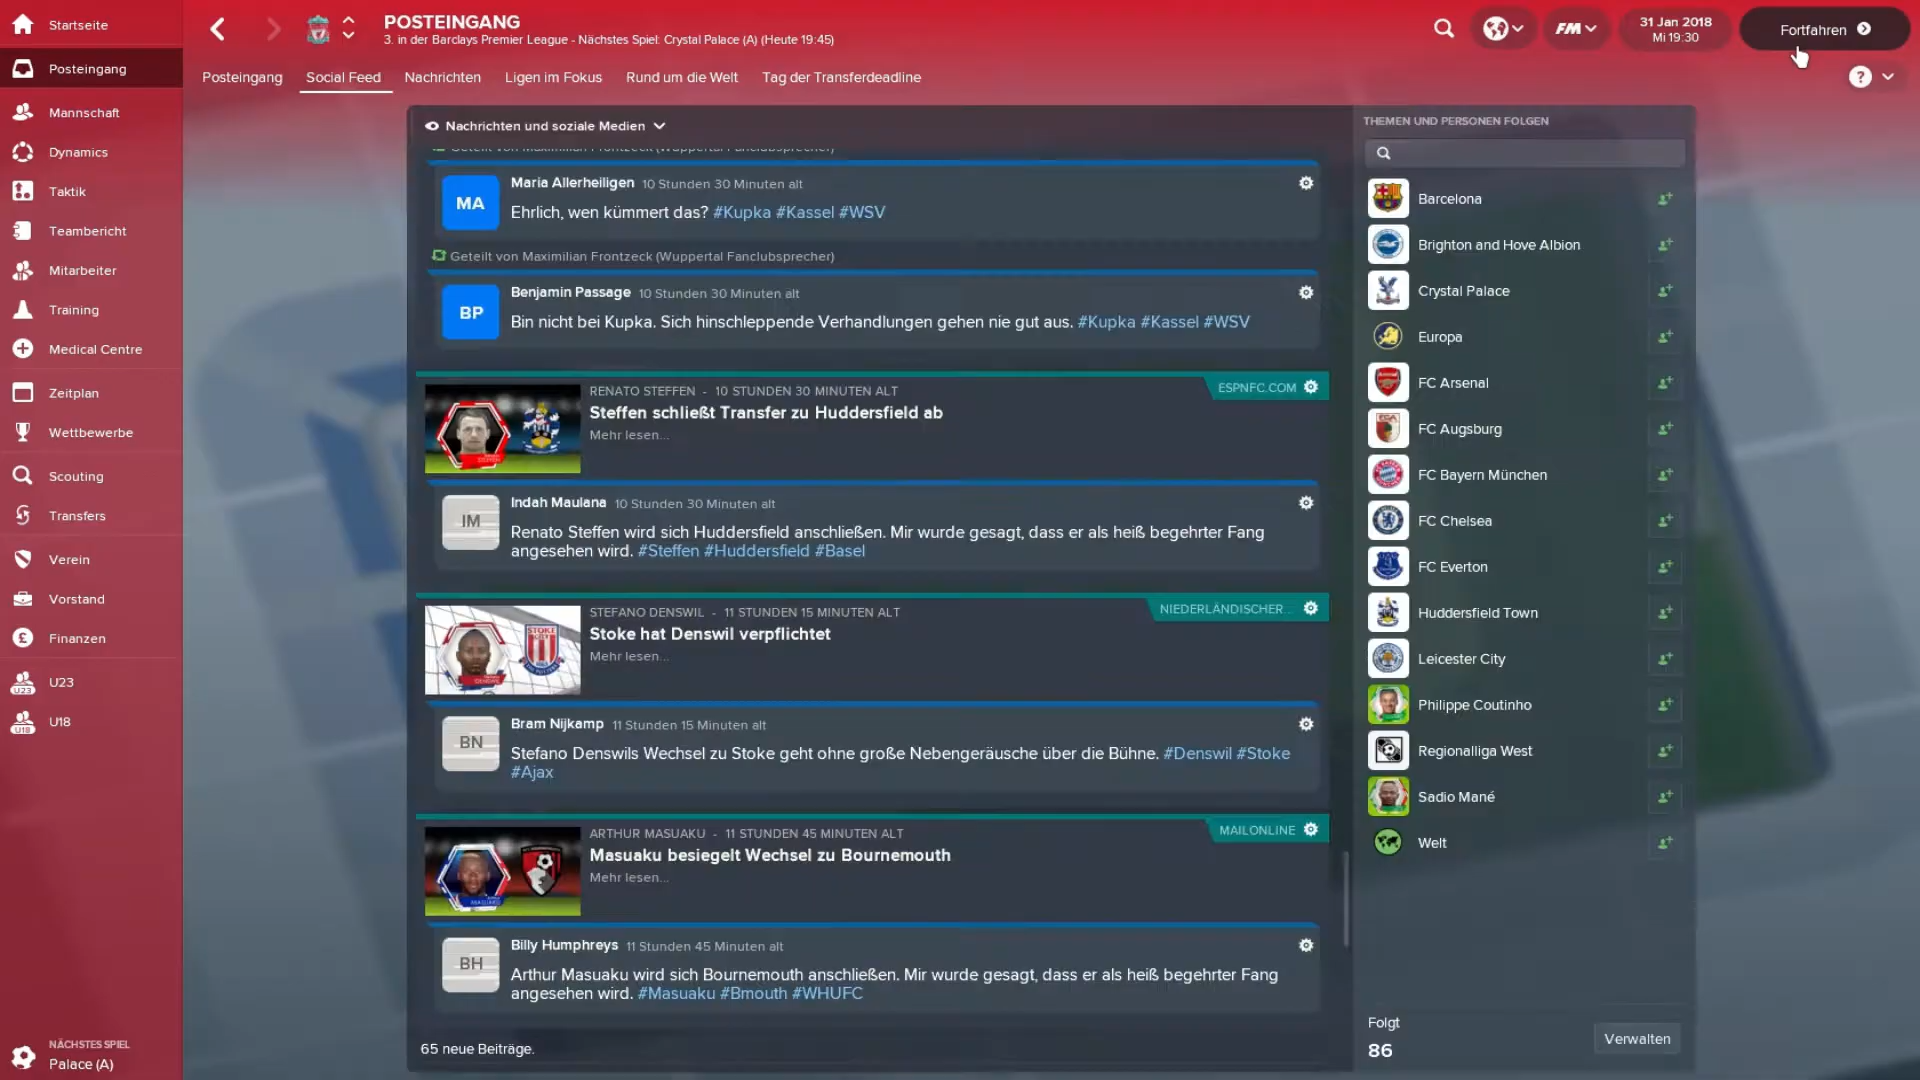 Startseite
Posteingang
Mannschaft
Dynamics
Taktik
Teambericht
Mitarbeiter
Training
Medical Centre
Zeitplan
Wettbewerbe
Scouting
Transfers
Verein
Vorstand
Finanzen
U23
U23
U18
U18
NÄCHSTES SPIEL
Palace (A)
POSTEINGANG
3. in der Barclays Premier League - Nächstes Spiel: Crystal Palace (A) (Heute 19:45)
FM
31 Jan 2018
Mi 19:30
Fortfahren
Posteingang
Social Feed
Nachrichten
Ligen im Fokus
Rund um die Welt
Tag der Transferdeadline
?
Nachrichten und soziale Medien
Geteilt von Maximilian Frontzeck (Wuppertal Fanclubsprecher)
MA
Maria Allerheiligen 10 Stunden 30 Minuten alt
Ehrlich, wen kümmert das? #Kupka #Kassel #WSV
Geteilt von Maximilian Frontzeck (Wuppertal Fanclubsprecher)
BP
Benjamin Passage 10 Stunden 30 Minuten alt
Bin nicht bei Kupka. Sich hinschleppende Verhandlungen gehen nie gut aus. #Kupka #Kassel #WSV
RENATO STEFFEN - 10 STUNDEN 30 MINUTEN ALT
ESPNFC.COM
Steffen schließt Transfer zu Huddersfield ab
Mehr lesen...
IM
Indah Maulana 10 Stunden 30 Minuten alt
Renato Steffen wird sich Huddersfield anschließen. Mir wurde gesagt, dass er als heiß begehrter Fang
angesehen wird. #Steffen #Huddersfield #Basel
STEFANO DENSWIL - 11 STUNDEN 15 MINUTEN ALT
NIEDERLÄNDISCHER...
Stoke hat Denswil verpflichtet
Mehr lesen...
STOKE
BN
Bram Nijkamp 11 Stunden 15 Minuten alt
Stefano Denswils Wechsel zu Stoke geht ohne große Nebengeräusche über die Bühne. #Denswil #Stoke
#Ajax
ARTHUR MASUAKU - 11 STUNDEN 45 MINUTEN ALT
MAILONLINE
Masuaku besiegelt Wechsel zu Bournemouth
Mehr lesen...
BH
Billy Humphreys 11 Stunden 45 Minuten alt
Arthur Masuaku wird sich Bournemouth anschließen. Mir wurde gesagt, dass er als heiß begehrter Fang
angesehen wird. #Masuaku #Bmouth #WHUFC
65 neue Beiträge.
THEMEN UND PERSONEN FOLGEN
Barcelona
Brighton and Hove Albion
Crystal Palace
Europa
FC Arsenal
FC Augsburg
FC Bayern München
FC Chelsea
FC Everton
Huddersfield Town
Leicester City
Philippe Coutinho
Regionalliga West
Sadio Mané
Welt
Folgt
86
Verwalten